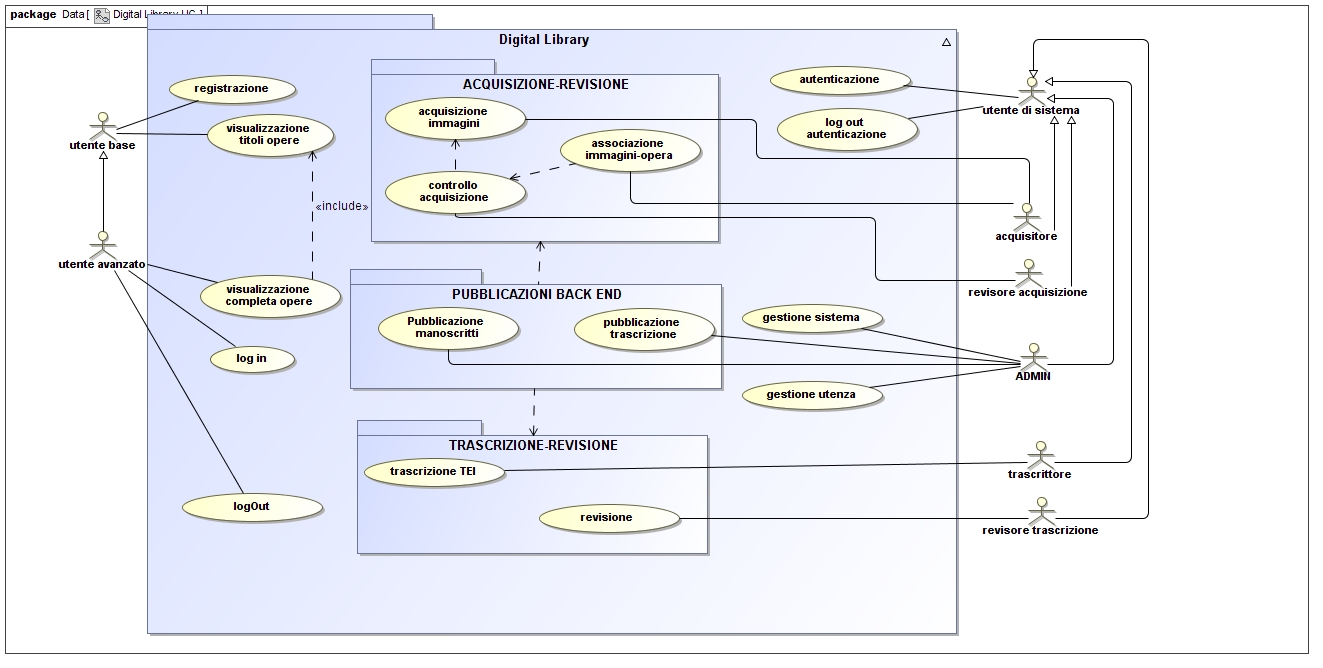 package Data [ Digital Library UC ]
Digital Library
ACQUISIZIONE-REVISIONE
registrazione
acquisizione
immagini
autenticazione
utente di sistema
utente base
visualizzazione
titoli opere
associazione
immagini-opera
log out
autenticazione
controllo
acquisizione
«include»
acquisitore
utente avanzato
visualizzazione
completa opere
revisore acquisizione
PUBBLICAZIONI BACK END
Pubblicazione
manoscritti
pubblicazione
trascrizione
gestione sistema
log in
ADMIN
gestione utenza
TRASCRIZIONE-REVISIONE
trascrizione TEI
trascrittore
logOut
revisione
revisore trascrizione